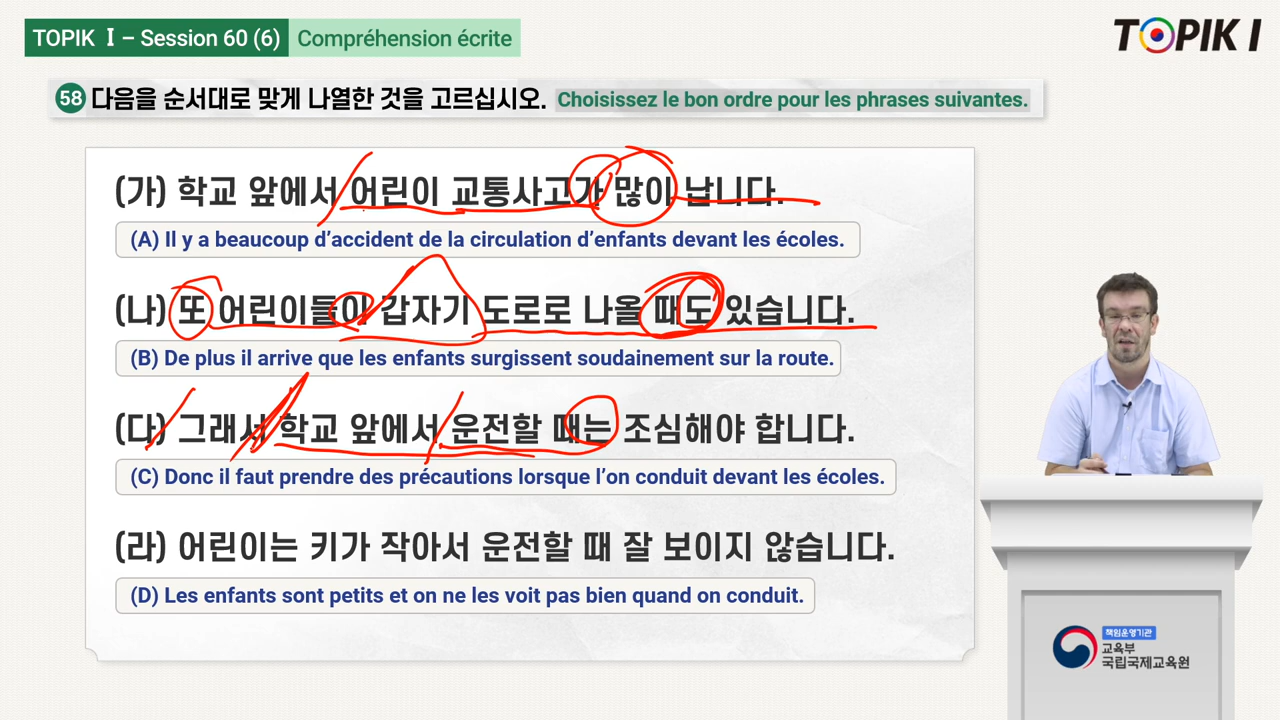 TOPIK I – Session 60 (6) Compréhension écrite
TOPIK I
58 다음을 순서대로 맞게 나열한 것을 고르십시오. Choisissez le bon ordre pour les phrases suivantes.
(가) 학교 앞에서 어린이 교통사고가 많이 납니다.
(A) Il y a beaucoup d’accident de la circulation d’enfants devant les écoles.
(나) 또 어린이들이 갑자기 도로로 나올 때도 있습니다.
(B) De plus il arrive que les enfants surgissent soudainement sur la route.
(다) 그래서 학교 앞에서 운전할 때는 조심해야 합니다.
(C) Donc il faut prendre des précautions lorsque l’on conduit devant les écoles.
(라) 어린이는 키가 작아서 운전할 때 잘 보이지 않습니다.
(D) Les enfants sont petits et on ne les voit pas bien quand on conduit.
책임운영기관
교육부
국립국제교육원